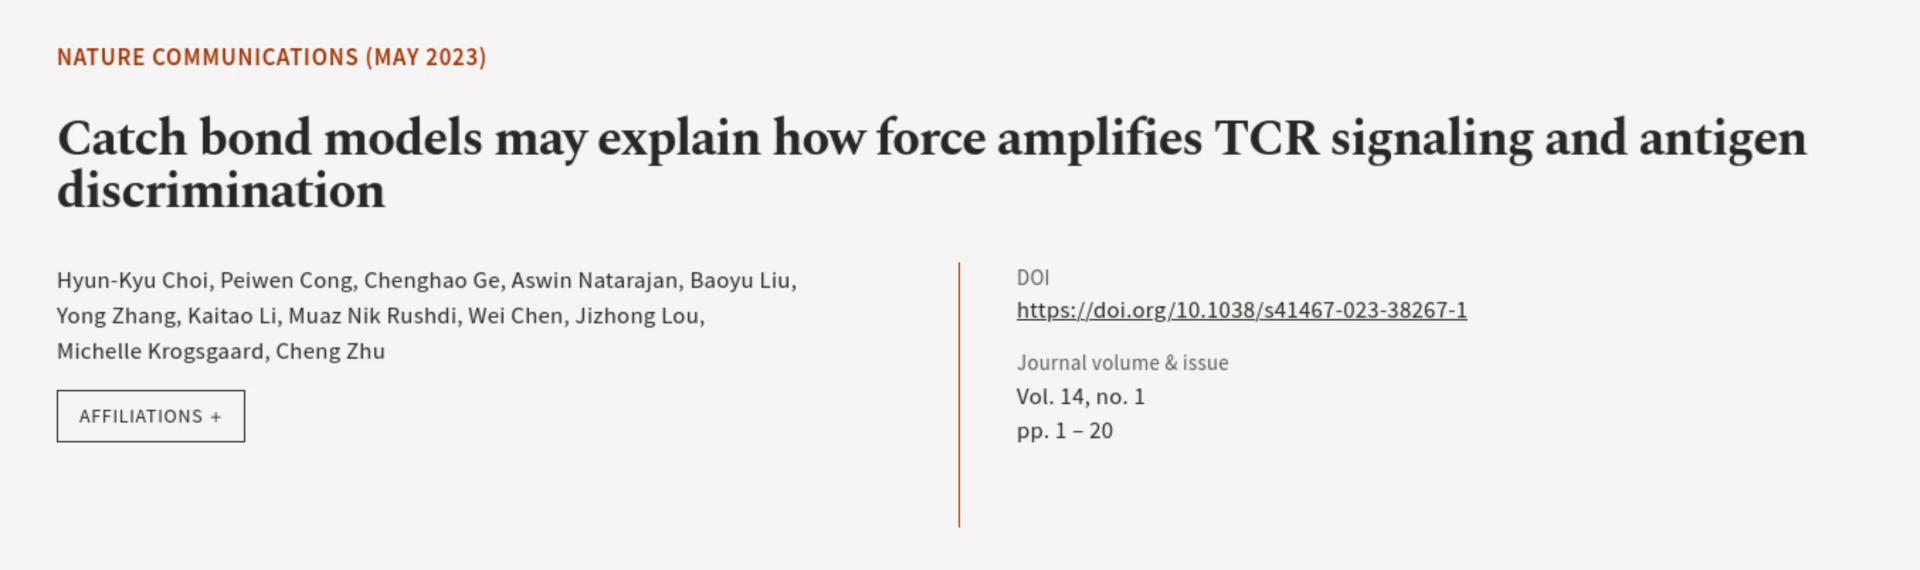 NATURE COMMUNICATIONS (MAY 2023)
Catch bond models may explain how force amplifies TCR signaling and antigen
discrimination
Hyun-Kyu Choi, Peiwen Cong, Chenghao Ge, Aswin Natarajan, Baoyu Liu,
Yong Zhang, Kaitao Li, Muaz Nik Rushdi, Wei Chen, Jizhong Lou,
Michelle Krogsgaard, Cheng Zhu
AFFILIATIONS +
DOI
https://doi.org/10.1038/s41467-023-38267-1
Journal volume & issue
Vol. 14, no. 1
pp. 1 – 20